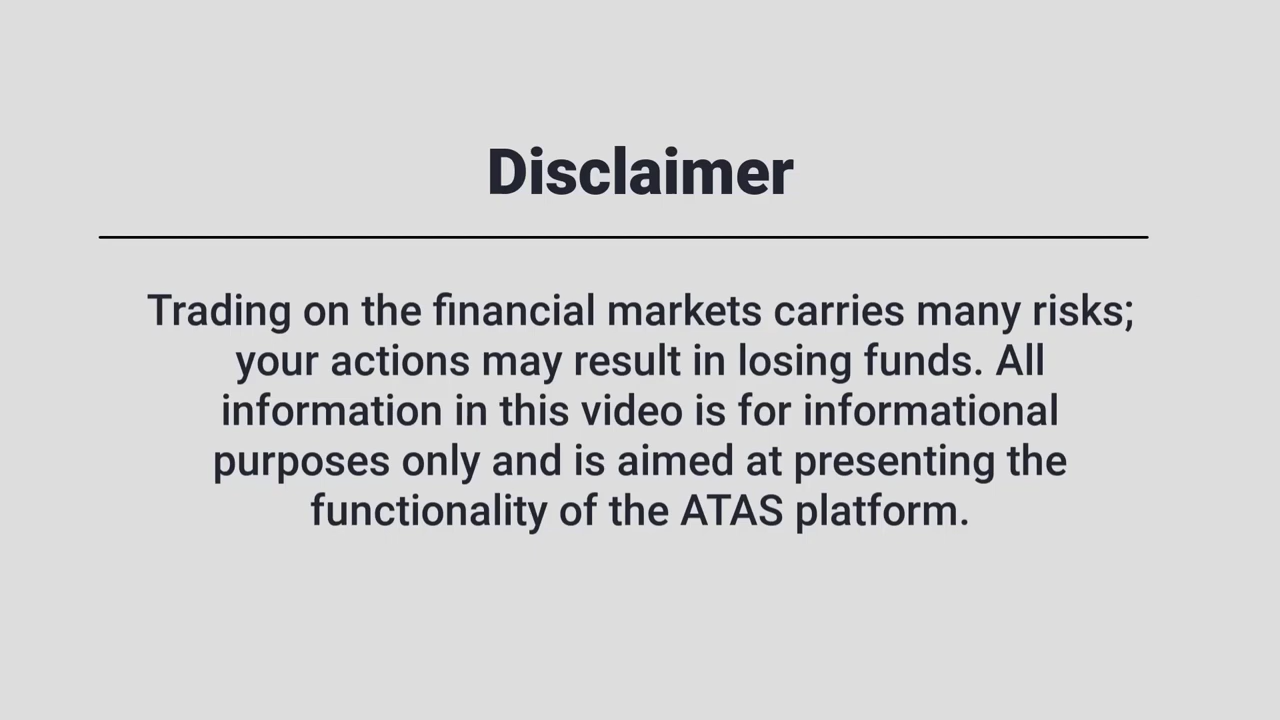 Disclaimer
Trading on the financial markets carries many risks;
your actions may result in losing funds. All
information in this video is for informational
purposes only and is aimed at presenting the
functionality of the ATAS platform.